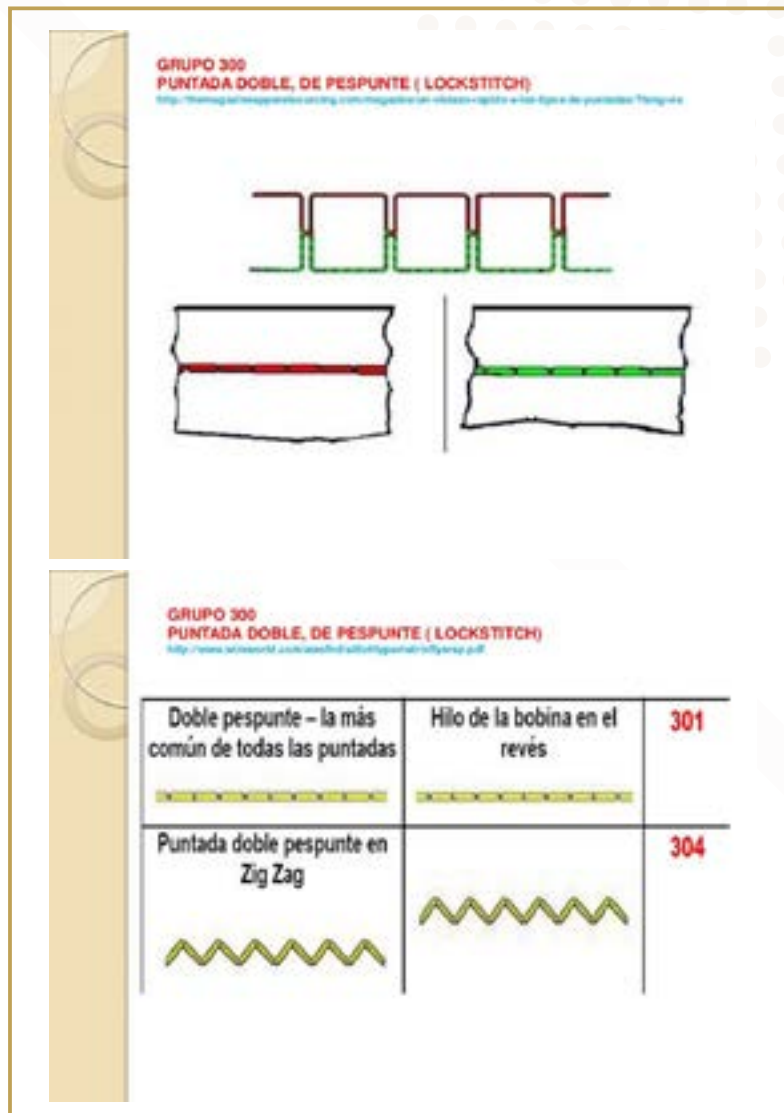 GRUPO 300
PUNTADA DOBLE, DE PESPUNTE ( LOCKSTITCH)
GRUPO 300
PUNTADA DOBLE, DE PESPUNTE ( LOCKSTITCH)
Doble pespunte – la más
común de todas las puntadas
Hilo de la bobina en el
revés
301
Puntada doble pespunte en
Zig Zag
304